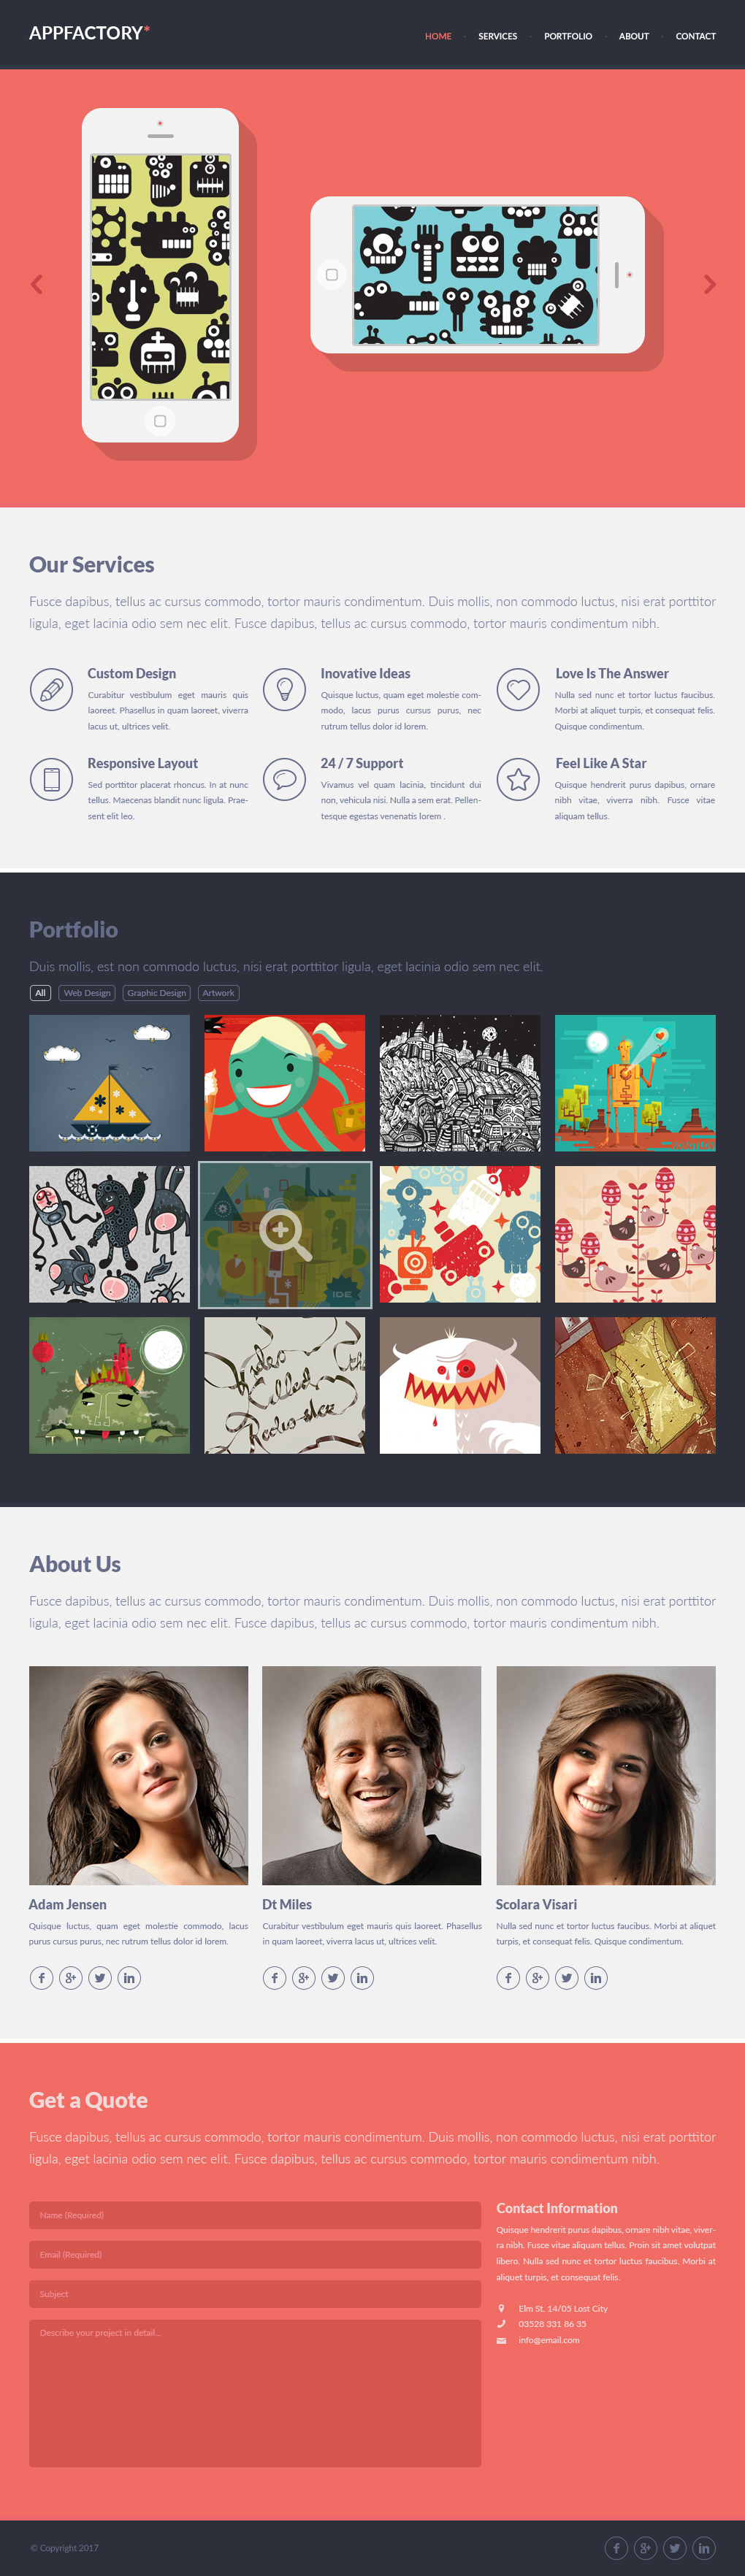 APPFACTORY*
HOME · SERVICES · PORTFOLIO · ABOUT · CONTACT
Our Services
Fusce dapibus, tellus ac cursus commodo, tortor mauris condimentum. Duis mollis, non commodo luctus, nisi erat porttitor
ligula, eget lacinia odio sem nec elit. Fusce dapibus, tellus ac cursus commodo, tortor mauris condimentum nibh.
Custom Design
Curabitur vestibulum eget mauris quis
laoreet. Phasellus in quam laoreet, viverra
lacus ut, ultrices velit.
Inovative Ideas
Quisque luctus, quam eget molestie com-
modo, lacus purus cursus purus, nec
rutrum tellus dolor id lorem.
Love Is The Answer
Nulla sed nunc et tortor luctus faucibus.
Morbi at aliquet turpis, et consequat felis.
Quisque condimentum.
Responsive Layout
Sed porttitor placerat rhoncus. In at nunc
tellus. Maecenas blandit nunc ligula. Prae-
sent elit leo.
24 / 7 Support
Vivamus vel quam lacinia, tincidunt dui
non, vehicula nisi. Nulla a sem erat. Pellen-
tesque egestas venenatis lorem .
Feel Like A Star
Quisque hendrerit purus dapibus, ornare
nibh vitae, viverra nibh. Fusce vitae
aliquam tellus.
Portfolio
Duis mollis, est non commodo luctus, nisi erat porttitor ligula, eget lacinia odio sem nec elit.
All Web Design Graphic Design Artwork
IDE
Video
Killed
Radio star
About Us
Fusce dapibus, tellus ac cursus commodo, tortor mauris condimentum. Duis mollis, non commodo luctus, nisi erat porttitor
ligula, eget lacinia odio sem nec elit. Fusce dapibus, tellus ac cursus commodo, tortor mauris condimentum nibh.
Adam Jensen
Quisque luctus, quam eget molestie commodo, lacus
purus cursus purus, nec rutrum tellus dolor id lorem.
Dt Miles
Curabitur vestibulum eget mauris quis laoreet. Phasellus
in quam laoreet, viverra lacus ut, ultrices velit.
Scolara Visari
Nulla sed nunc et tortor luctus faucibus. Morbi at aliquet
turpis, et consequat felis. Quisque condimentum.
Get a Quote
Fusce dapibus, tellus ac cursus commodo, tortor mauris condimentum. Duis mollis, non commodo luctus, nisi erat porttitor
ligula, eget lacinia odio sem nec elit. Fusce dapibus, tellus ac cursus commodo, tortor mauris condimentum nibh.
Name (Required)
Email (Required)
Subject
Describe your project in detail...
Contact Information
Quisque hendrerit purus dapibus, ornare nibh vitae, viver-
ra nibh. Fusce vitae aliquam tellus. Proin sit amet volutpat
libero. Nulla sed nunc et tortor luctus faucibus. Morbi at
aliquet turpis, et consequat felis.
Elm St. 14/05 Lost City
03528 331 86 35
info@email.com
© Copyright 2017